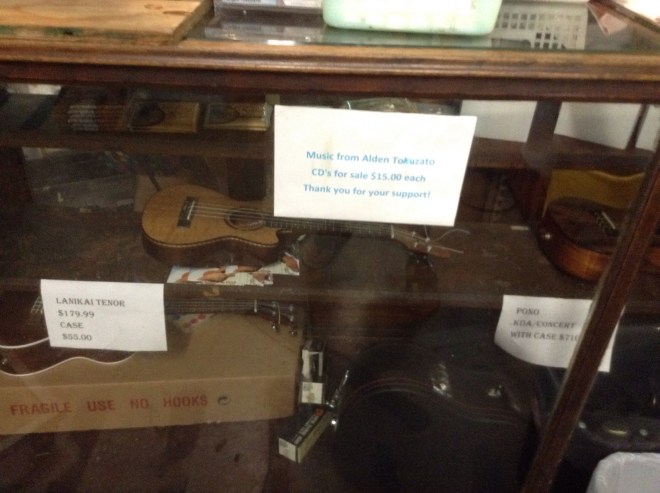 Music from Alden Tokuzato
CD's for sale $15.00 each
Thank you for your support!
LANIKAI TENOR
$179.99
CASE
$55.00
PONO
KOA/CONCERT
WITH CASE
FRAGILE USE NO HOOKS